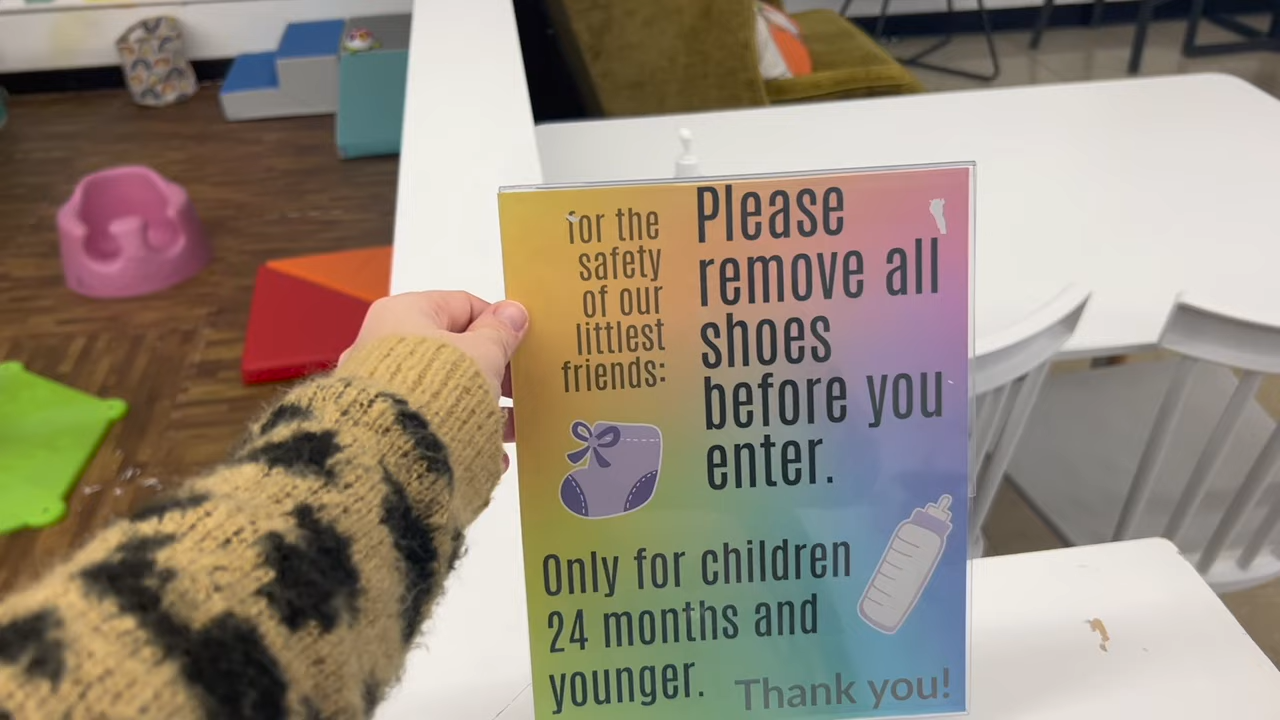 for the
safety
of our
littlest
friends:
Please
remove all
shoes
before you
enter.
Only for children
24 months and
younger.
Thank you!